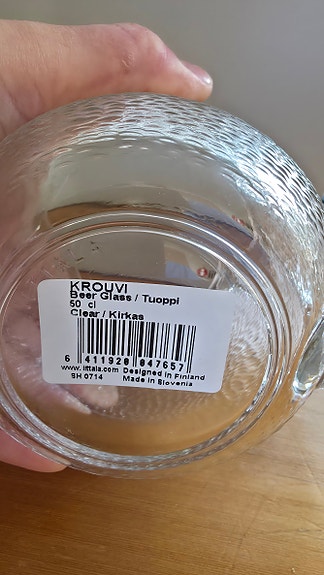 KROUVI
Beer Glass / Tuoppi
50 cl
Clear / Kirkas
6 411920 047657
www.iittala.com Designed in Finland
SH 0714 Made in Slovenia